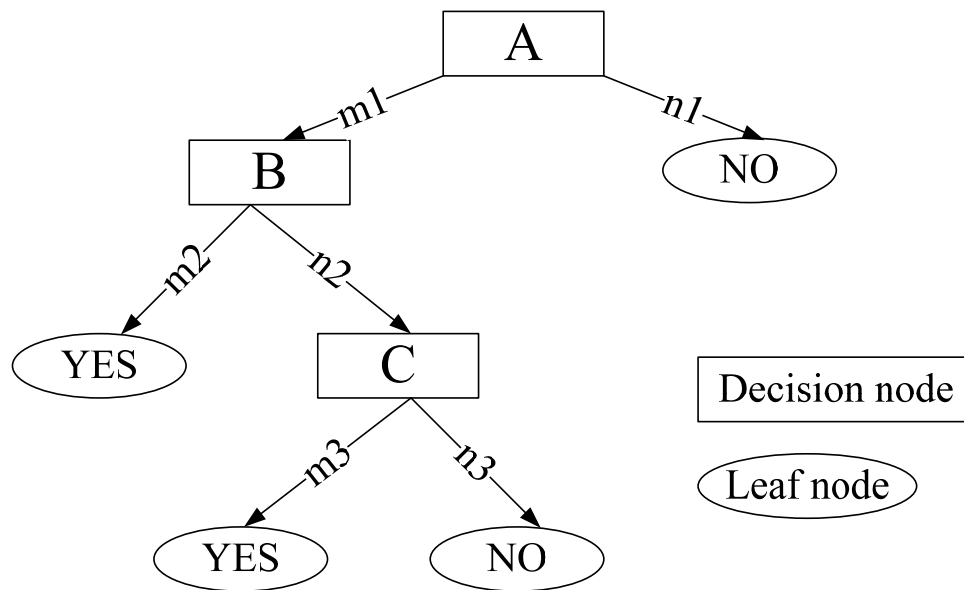 A
m1
n1
B
NO
m2
n2
YES
C
Decision node
m3
n3
Leaf node
YES
NO